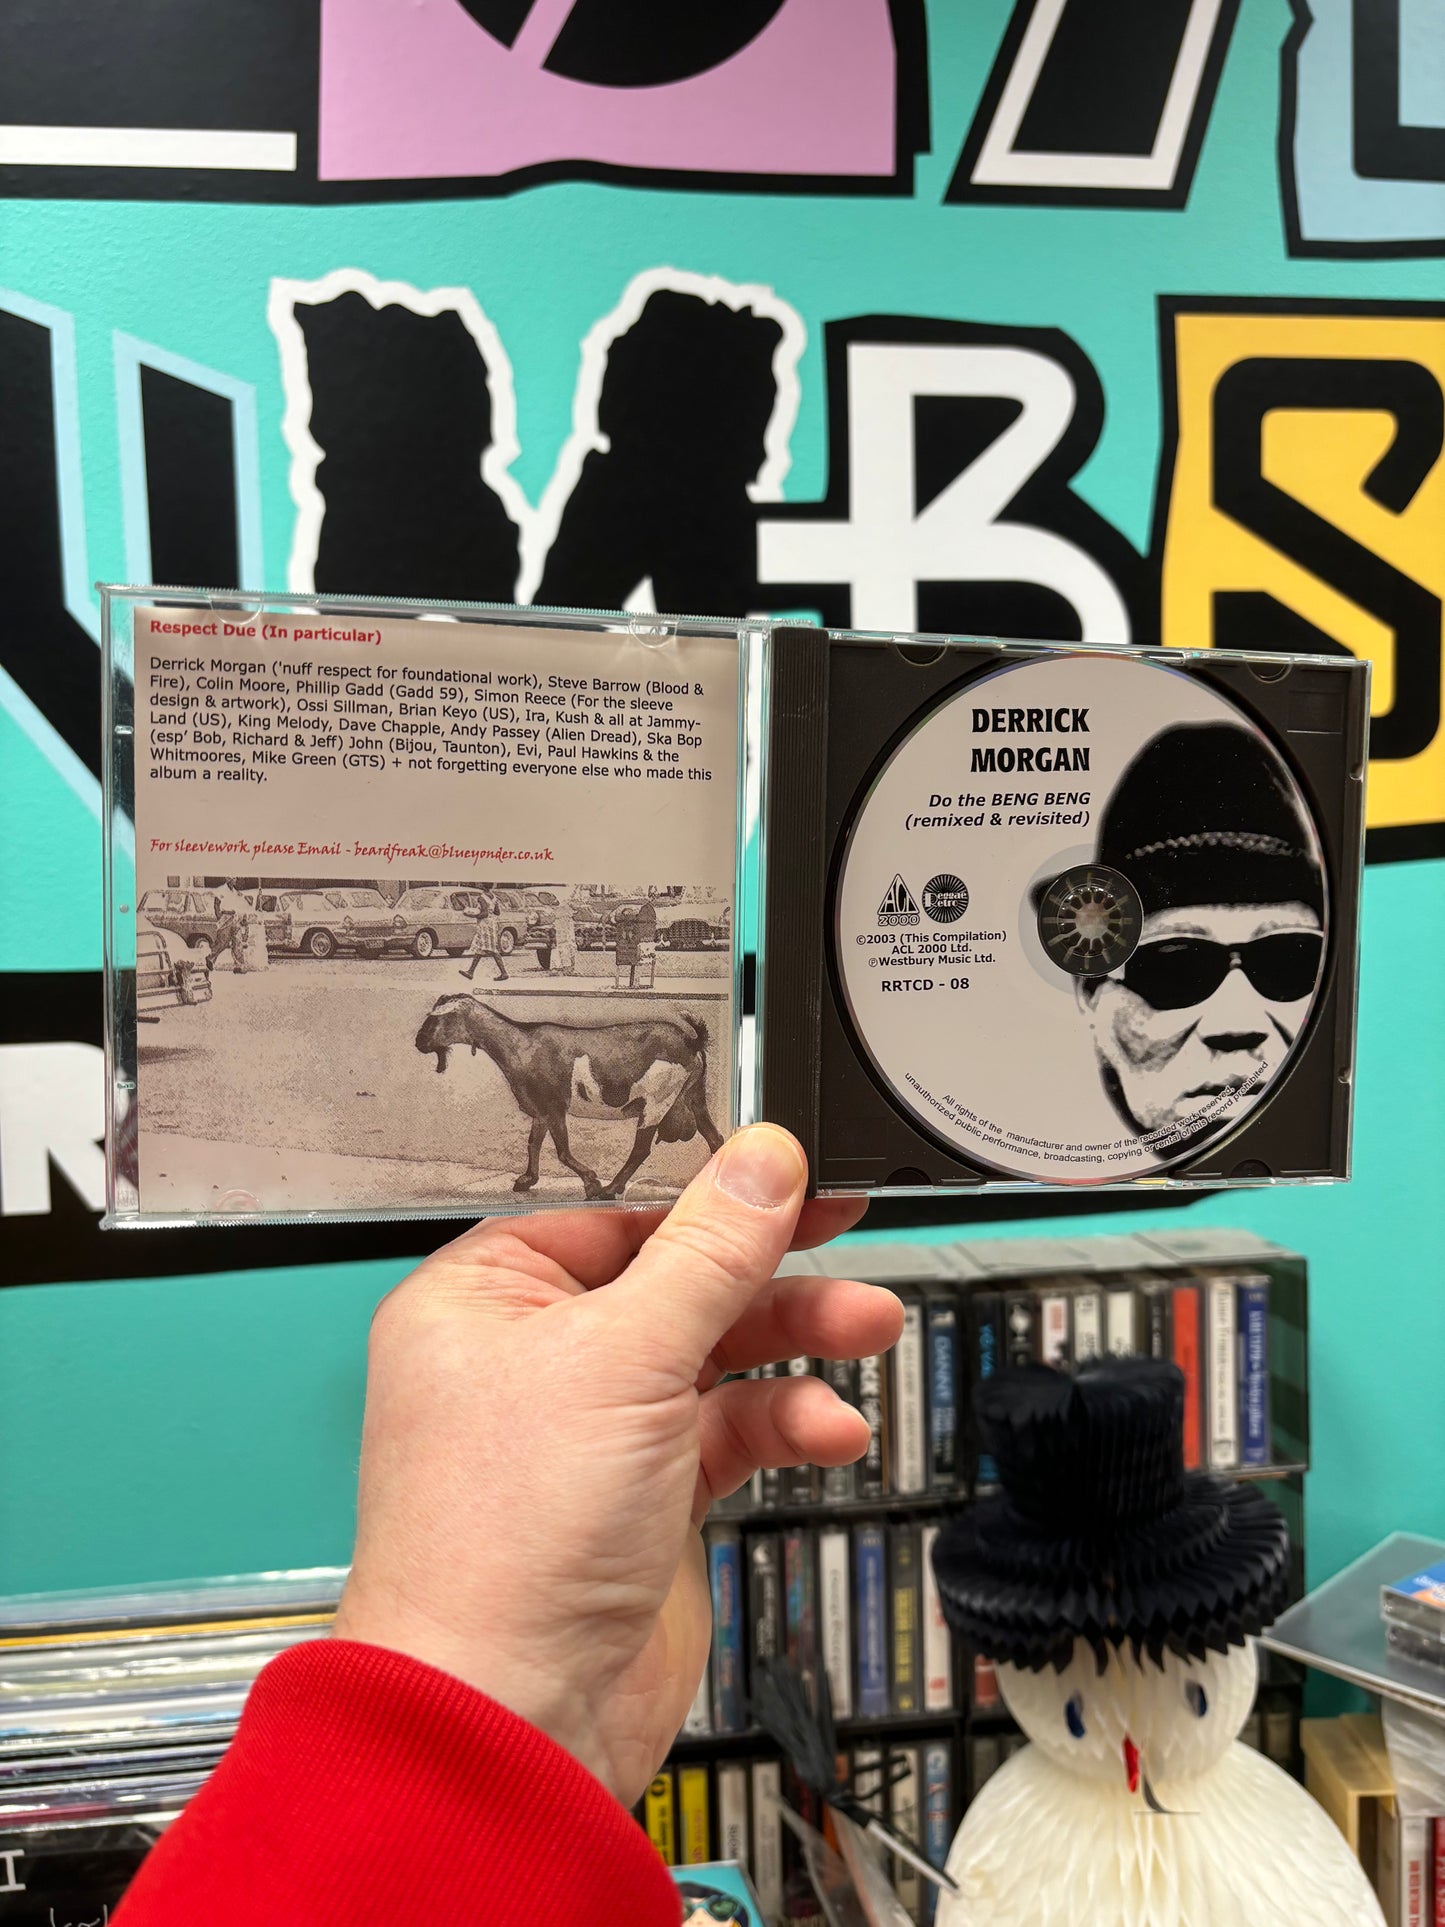 BS
Respect Due (In particular)
Derrick Morgan ('nuff respect for foundational work), Steve Barrow (Blood &
Fire), Colin Moore, Phillip Gadd (Gadd 59), Simon Reece (For the sleeve
design & artwork), Ossi Sillman, Brian Keyo (US), Ira, Kush & all at Jammy-
Land (US), King Melody, Dave Chapple, Andy Passey (Alien Dread), Ska Bop
(esp' Bob, Richard & Jeff) John (Bijou, Taunton), Evi, Paul Hawkins & the
Whitmoores, Mike Green (GTS) + not forgetting everyone else who made this
album a reality.
For sleevework please Email - beardfreak@blueyonder.co.uk
DERRICK
MORGAN
Do the BENG BENG
(remixed & revisited)
ACL
2000
Reggae
Retro
©2003 (This Compilation)
ACL 2000 Ltd.
℗Westbury Music Ltd.
RRTCD - 08
All rights of the manufacturer and owner of the recorded work reserved,
unauthorized public performance, broadcasting, copying or rental of this record prohibited
DANNY